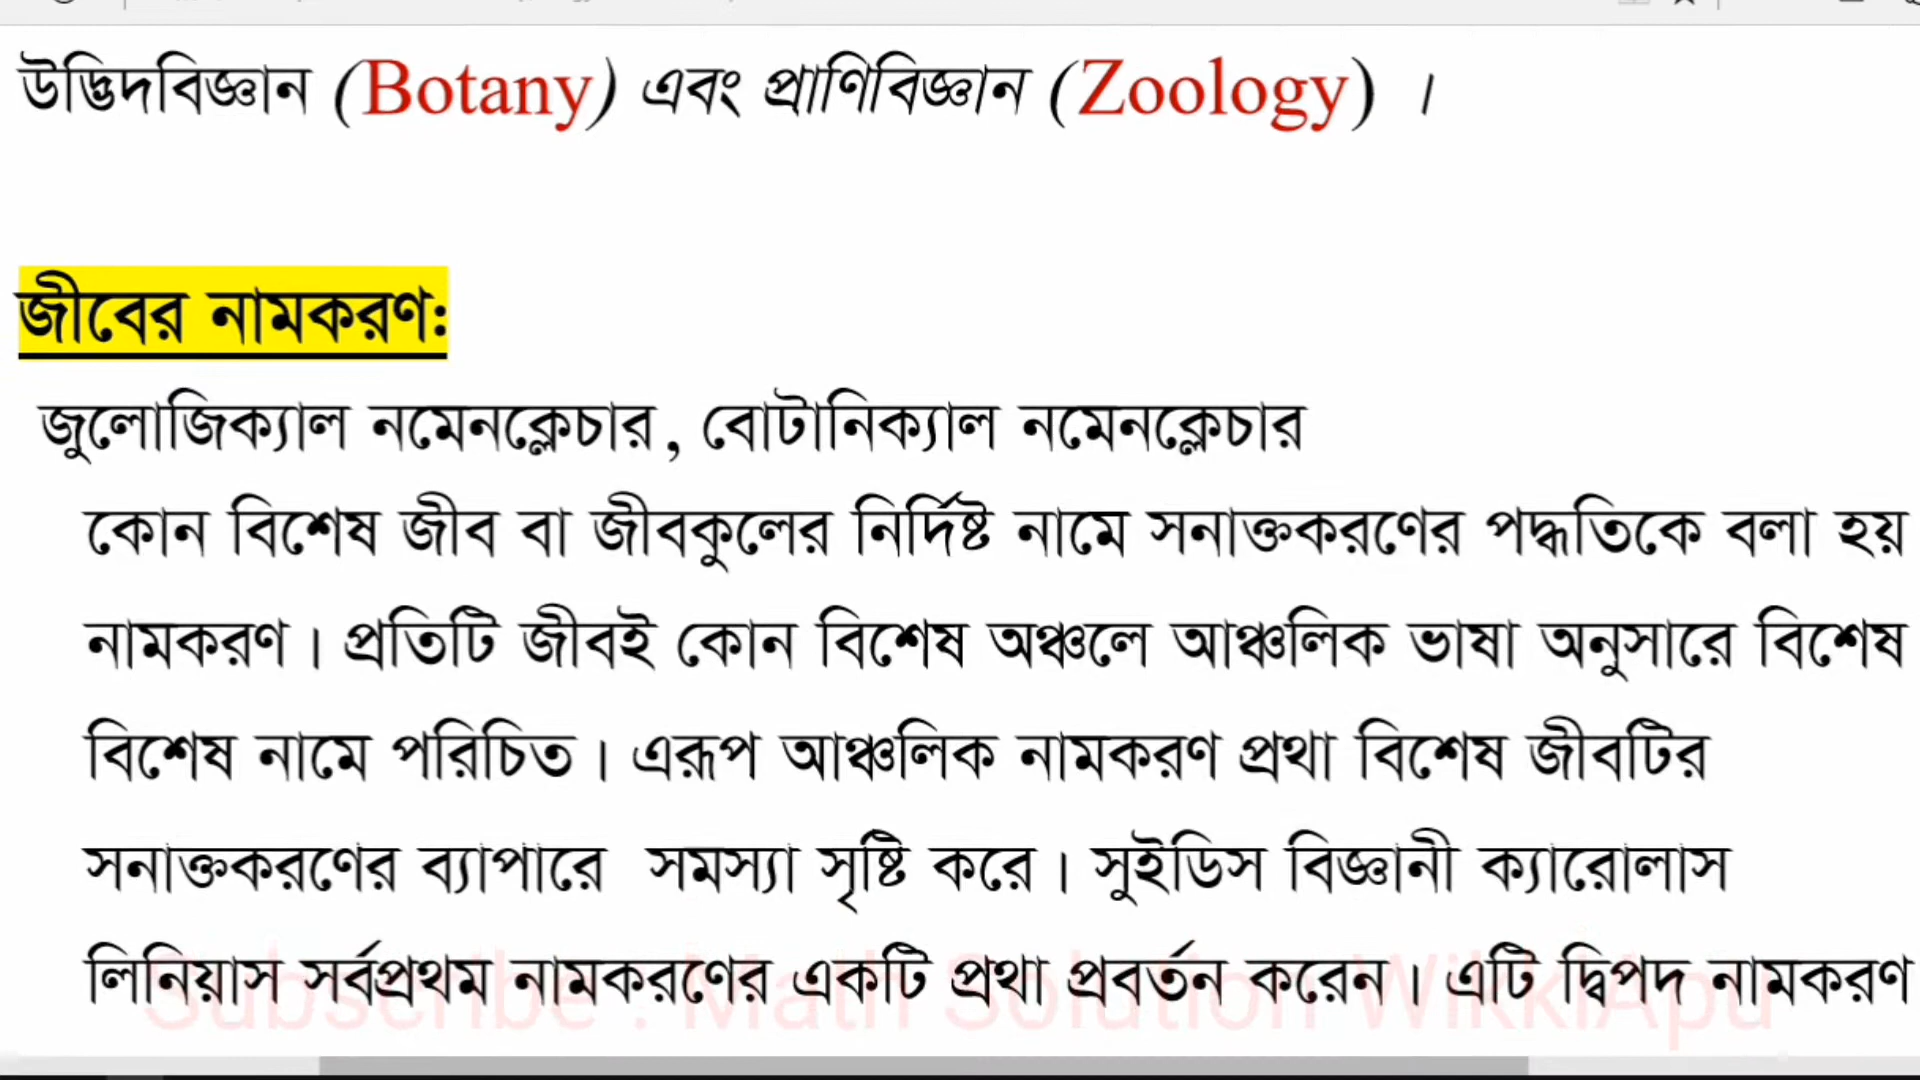 উদ্ভিদবিজ্ঞান (Botany) এবং প্রাণিবিজ্ঞান (Zoology) ।
জীবের নামকরণ:
জুলোজিক্যাল নমেনক্লেচার, বোটানিক্যাল নমেনক্লেচার
কোন বিশেষ জীব বা জীবকুলের নির্দিষ্ট নামে সনাক্তকরণের পদ্ধতিকে বলা হয়
নামকরণ। প্রতিটি জীবই কোন বিশেষ অঞ্চলে আঞ্চলিক ভাষা অনুসারে বিশেষ
বিশেষ নামে পরিচিত। এরূপ আঞ্চলিক নামকরণ প্রথা বিশেষ জীবটির
সনাক্তকরণের ব্যাপারে সমস্যা সৃষ্টি করে। সুইডিস বিজ্ঞানী ক্যারোলাস
লিনিয়াস সর্বপ্রথম নামকরণের একটি প্রথা প্রবর্তন করেন। এটি দ্বিপদ নামকরণ
Subscribe : Math Solution WikkiApu